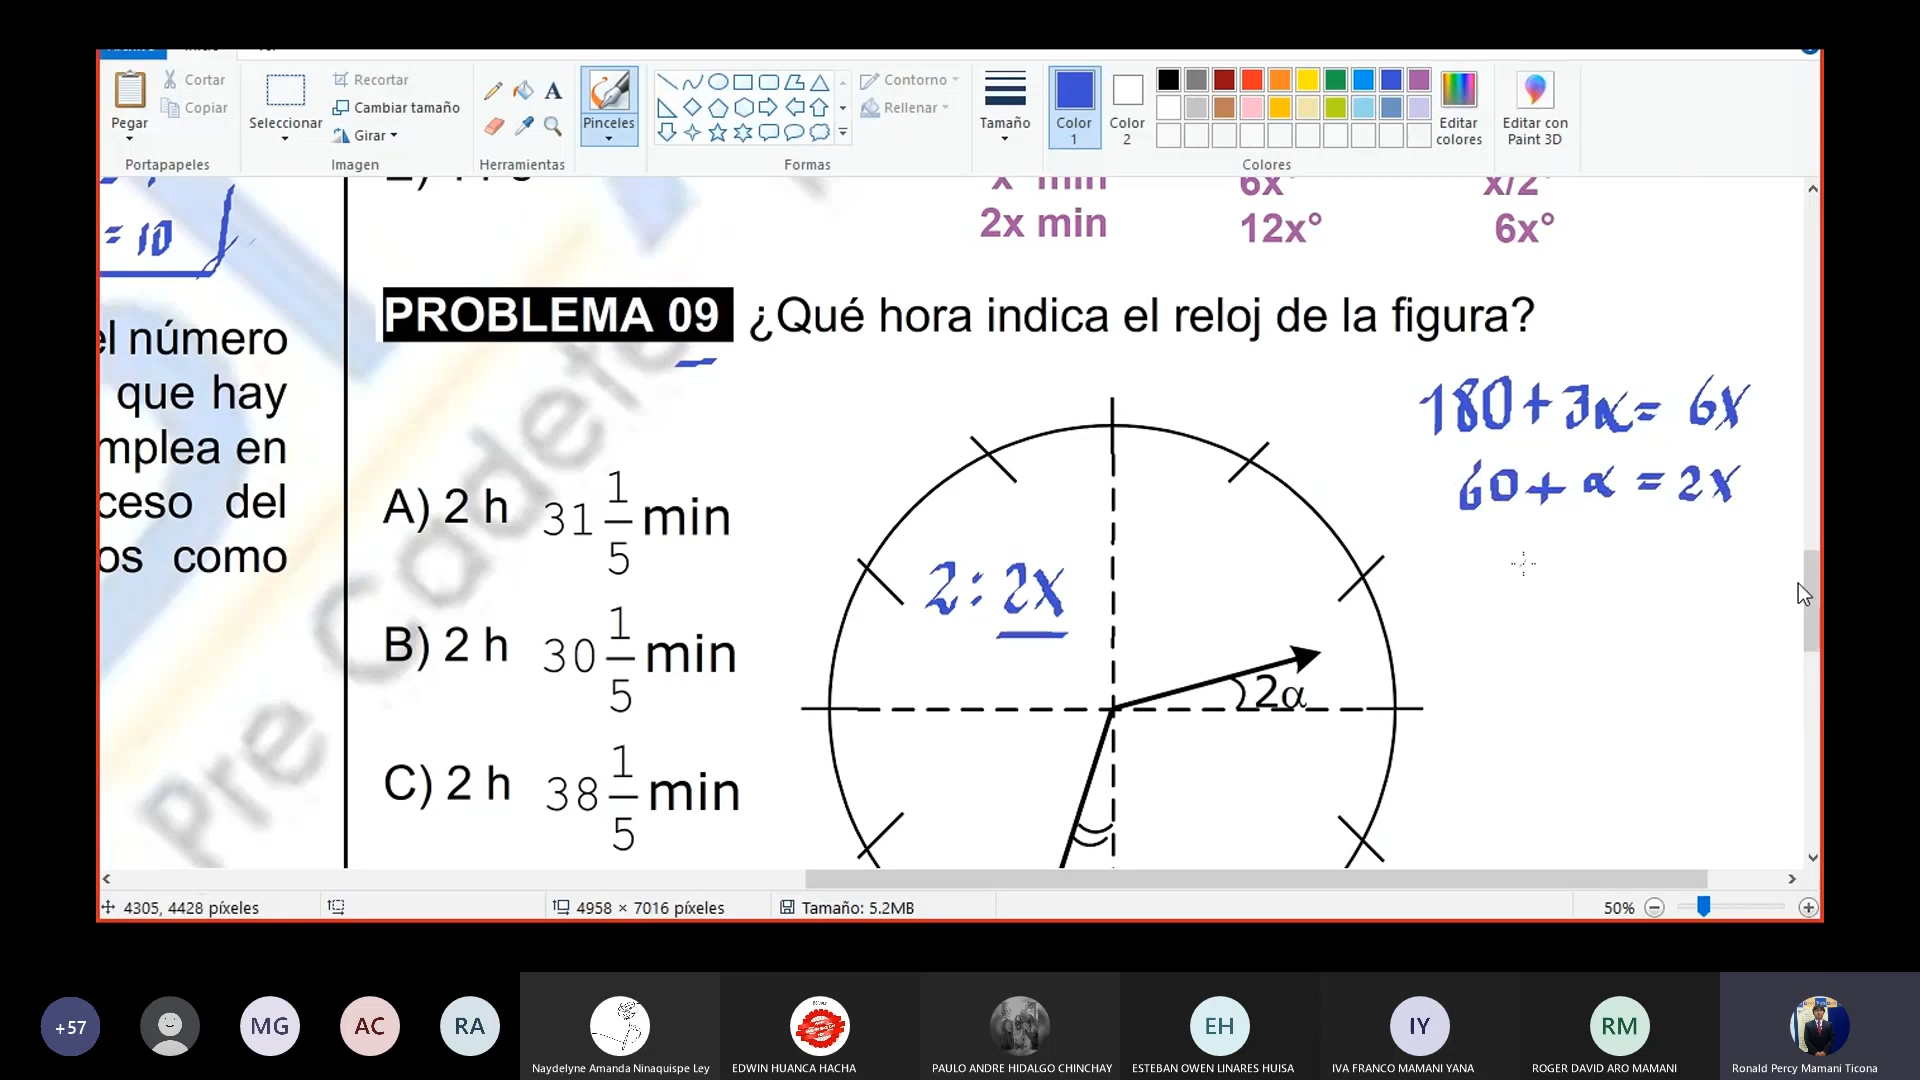 Cortar
Copiar
Pegar
Portapapeles
Seleccionar
Recortar
Cambiar tamaño
Girar
Imagen
A
Herramientas
Pinceles
Formas
Contorno
Rellenar
Tamaño
Color 1
Color 2
Colores
Editar colores
Editar con Paint 3D
= 10
el número
que hay
mplea en
ceso del
os como
x min 6x° x/2°
2x min 12x° 6x°
PROBLEMA 09 ¿Qué hora indica el reloj de la figura?
A) 2 h 31 1/5 min
B) 2 h 30 1/5 min
C) 2 h 38 1/5 min
2: 2x
2α
180 + 3α = 6x
60 + α = 2x
Pre Cadete
4305, 4428 píxeles
4958 × 7016 píxeles
Tamaño: 5.2MB
50%
+57
MG
AC
RA
EH
IY
RM
Naydelyne Amanda Ninaquispe Ley
EDWIN HUANCA HACHA
PAULO ANDRE HIDALGO CHINCHAY
ESTEBAN OWEN LINARES HUISA
IVA FRANCO MAMANI YANA
ROGER DAVID ARO MAMANI
Ronald Percy Mamani Ticona